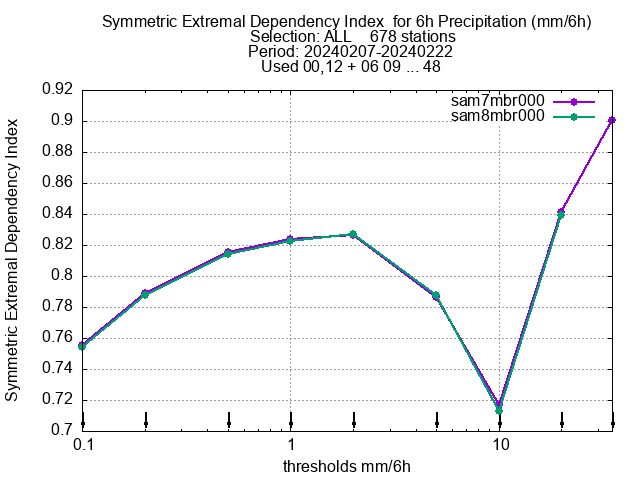 Symmetric Extremal Dependency Index  for 6h Precipitation (mm/6h)
Selection: ALL    678 stations
Period: 20240207-20240222
Used 00,12 + 06 09 ... 48
sam7mbr000
sam8mbr000
Symmetric Extremal Dependency Index
0.92
0.9
0.88
0.86
0.84
0.82
0.8
0.78
0.76
0.74
0.72
0.7
0.1
1
10
thresholds mm/6h